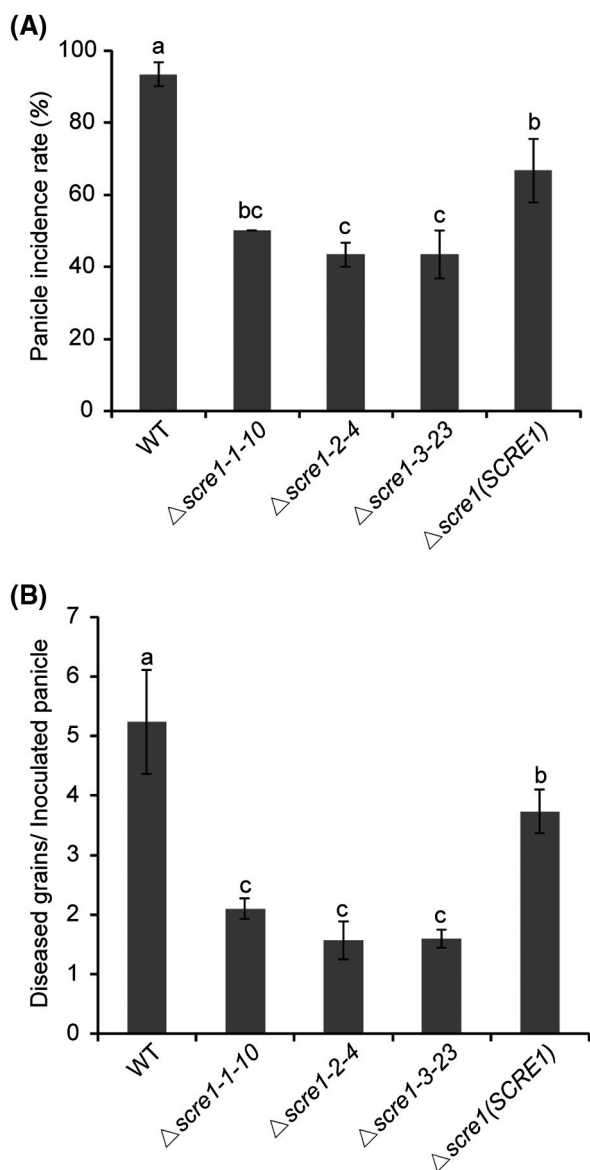 (A)
Panicle incidence rate (%)
100
80
60
40
20
0
a
bc
c
c
b
WT
△scre1-1-10
△scre1-2-4
△scre1-3-23
△scre1(SCRE1)
(B)
Diseased grains/ Inoculated panicle
7
6
5
4
3
2
1
0
a
c
c
c
b
WT
△scre1-1-10
△scre1-2-4
△scre1-3-23
△scre1(SCRE1)